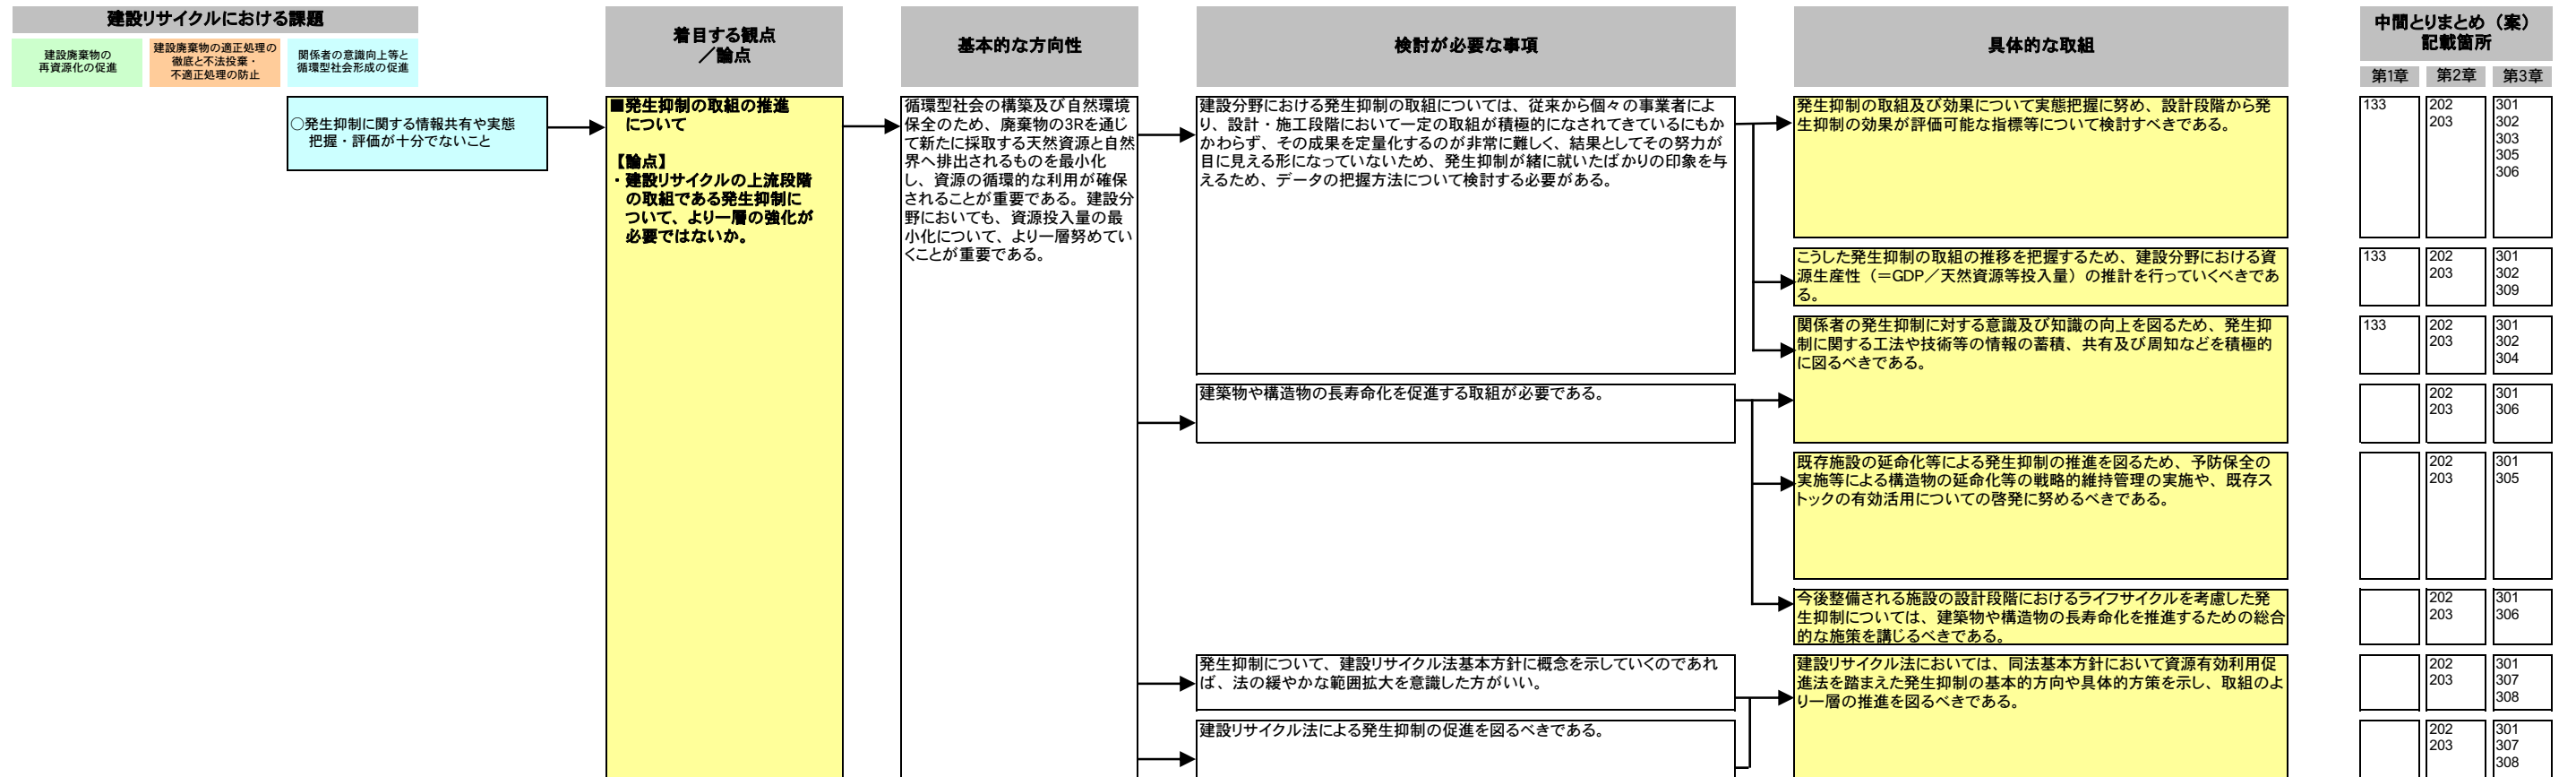 建設リサイクルにおける課題
建設廃棄物の
再資源化の促進
建設廃棄物の適正処理の
徹底と不法投棄・
不適正処理の防止
関係者の意識向上等と
循環型社会形成の促進
着目する観点
／論点
基本的な方向性
検討が必要な事項
具体的な取組
中間とりまとめ（案）
記載箇所
第1章
第2章
第3章
○発生抑制に関する情報共有や実態
把握・評価が十分でないこと
■発生抑制の取組の推進
について
【論点】
・建設リサイクルの上流段階
の取組である発生抑制に
ついて、より一層の強化が
必要ではないか。
循環型社会の構築及び自然環境
保全のため、廃棄物の3Rを通じ
て新たに採取する天然資源と自然
界へ排出されるものを最小化
し、資源の循環的な利用が確保
されることが重要である。建設分
野においても、資源投入量の最
小化について、より一層努めてい
くことが重要である。
建設分野における発生抑制の取組については、従来から個々の事業者によ
り、設計・施工段階において一定の取組が積極的になされてきているにもか
かわらず、その成果を定量化するのが非常に難しく、結果としてその努力が
目に見える形になっていないため、発生抑制が緒に就いたばかりの印象を与
えるため、データの把握方法について検討する必要がある。
発生抑制の取組及び効果について実態把握に努め、設計段階から発
生抑制の効果が評価可能な指標等について検討すべきである。
133
202
203
301
302
303
305
306
こうした発生抑制の取組の推移を把握するため、建設分野における資
源生産性（＝GDP／天然資源等投入量）の推計を行っていくべきであ
る。
133
202
203
301
302
309
関係者の発生抑制に対する意識及び知識の向上を図るため、発生抑
制に関する工法や技術等の情報の蓄積、共有及び周知などを積極的
に図るべきである。
133
202
203
301
302
304
建築物や構造物の長寿命化を促進する取組が必要である。
202
203
301
306
既存施設の延命化等による発生抑制の推進を図るため、予防保全の
実施等による構造物の延命化等の戦略的維持管理の実施や、既存ス
トックの有効活用についての啓発に努めるべきである。
202
203
301
305
今後整備される施設の設計段階におけるライフサイクルを考慮した発
生抑制については、建築物や構造物の長寿命化を推進するための総合
的な施策を講じるべきである。
202
203
301
306
発生抑制について、建設リサイクル法基本方針に概念を示していくのであれ
ば、法の緩やかな範囲拡大を意識した方がいい。
建設リサイクル法においては、同法基本方針において資源有効利用促
進法を踏まえた発生抑制の基本的方向や具体的方策を示し、取組のよ
り一層の推進を図るべきである。
202
203
301
307
308
建設リサイクル法による発生抑制の促進を図るべきである。
202
203
301
307
308